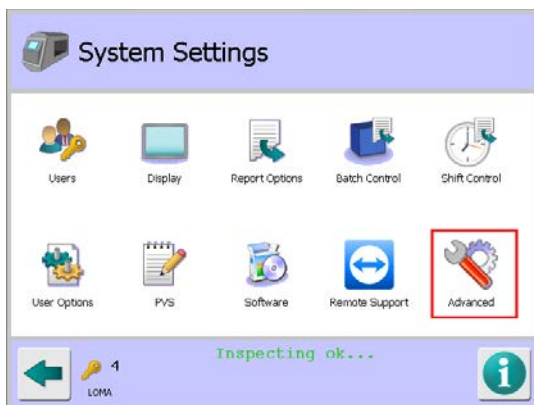 System Settings
Users
Display
Report Options
Batch Control
Shift Control
User Options
PVS
Software
Remote Support
Advanced
Inspecting ok...
4
LOMA